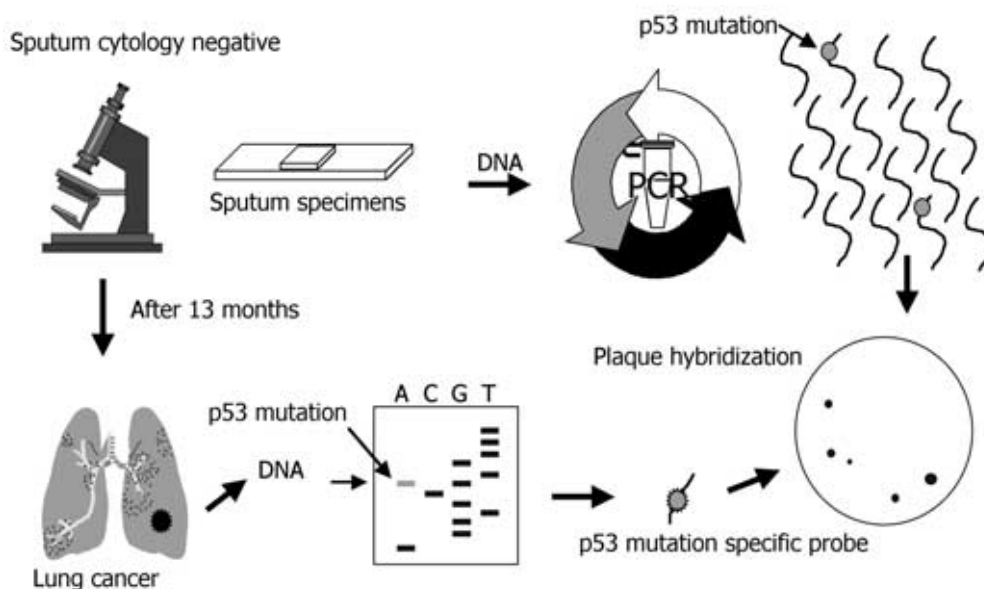 Sputum cytology negative
p53 mutation
DNA
Sputum specimens
PCR
After 13 months
Plaque hybridization
A C G T
p53 mutation
DNA
p53 mutation specific probe
Lung cancer